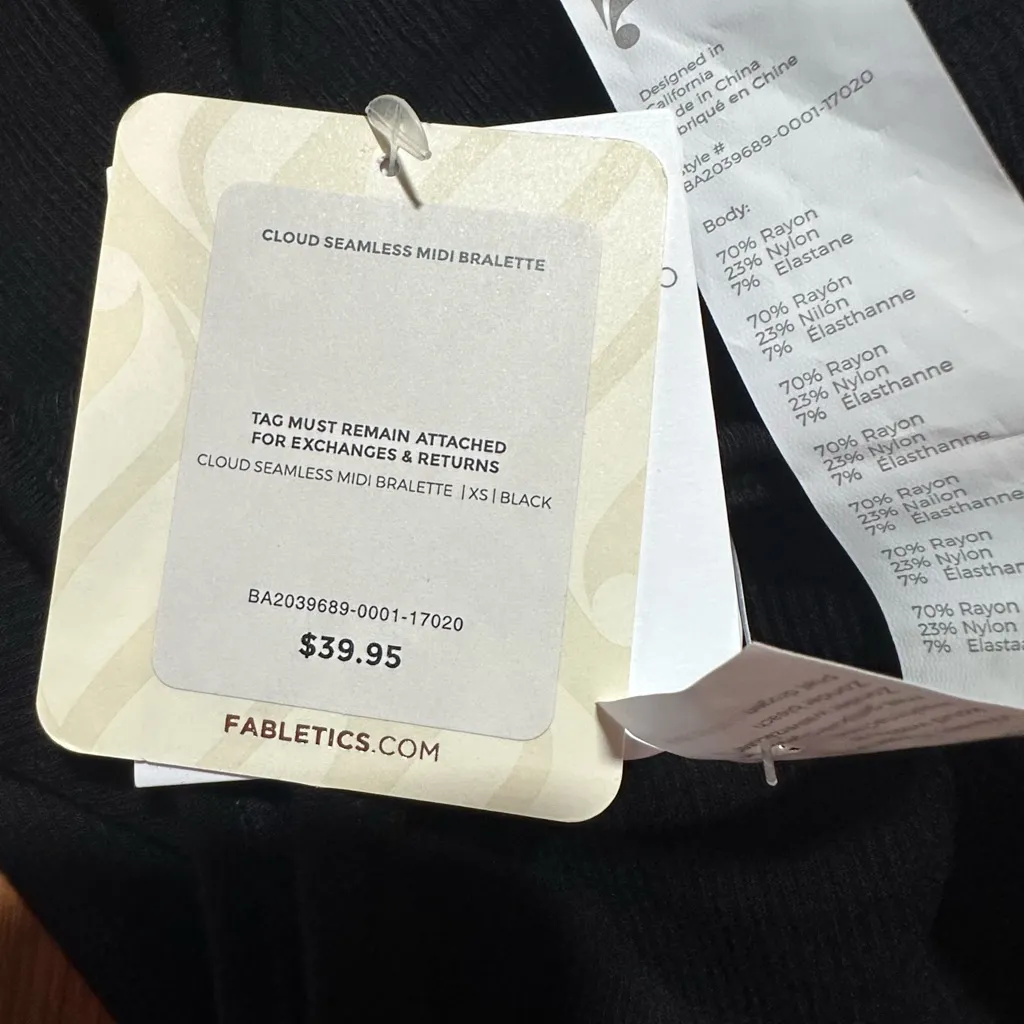 CLOUD SEAMLESS MIDI BRALETTE
TAG MUST REMAIN ATTACHED
FOR EXCHANGES & RETURNS
CLOUD SEAMLESS MIDI BRALETTE | XS | BLACK
BA2039689-0001-17020
$39.95
FABLETICS.COM
Designed in
California
de in China
briqué en Chine
tyle #
BA2039689-0001-17020
Body:
70% Rayon
23% Nylon
7% Elastane
70% Rayón
23% Nilón
7% Élasthanne
70% Rayon
23% Nylon
7% Élasthanne
70% Rayon
23% Nylon
7% Élasthanne
70% Rayon
23% Nailon
7% Élasthanne
70% Rayon
23% Nylon
7% Élasthan
70% Rayon
23% Nylon
7% Elasta